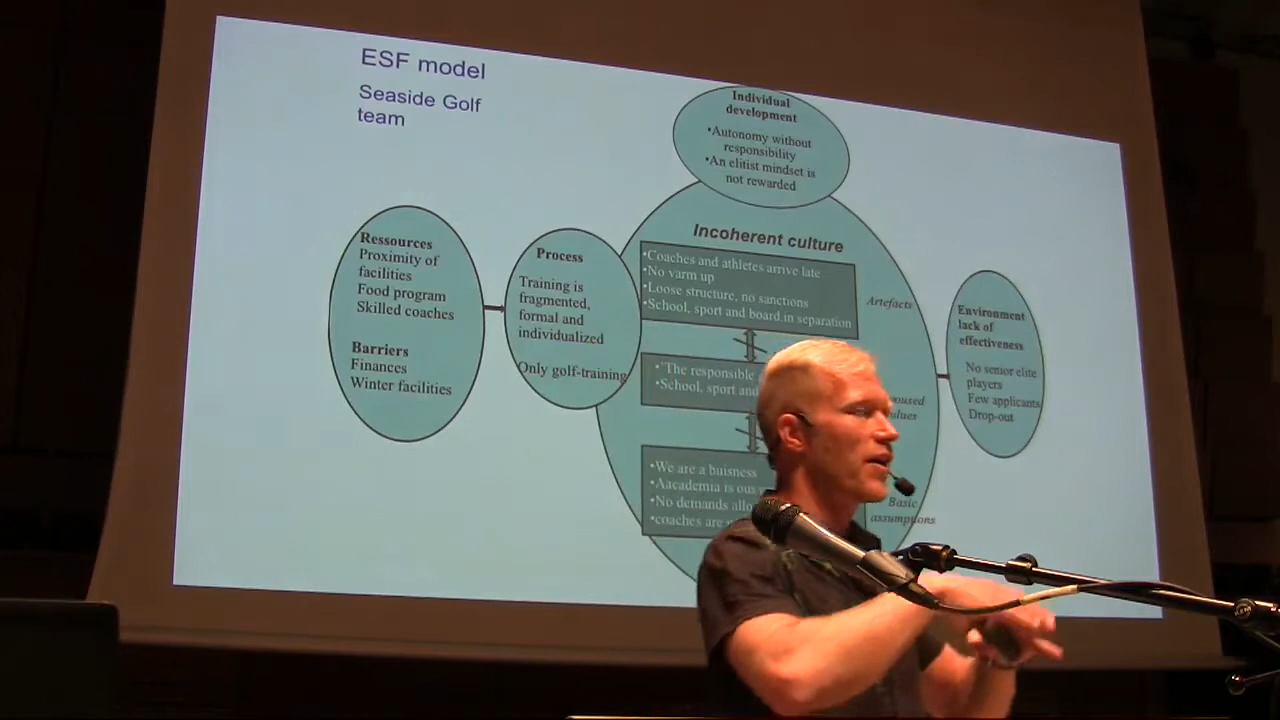 ESF model
Seaside Golf
team
Individual
development
•Autonomy without
responsibility
•An elitist mindset is
not rewarded
Ressources
Proximity of
facilities
Food program
Skilled coaches
Barriers
Finances
Winter facilities
Process
Training is
fragmented,
formal and
individualized
Only golf-training
Incoherent culture
•Coaches and athletes arrive late
•No varm up
•Loose structure, no sanctions
•School, sport and board in separation
Artefacts
•'The responsible
•School, sport and
•We are a buisness
•Aacademia is our
•No demands
•coaches are
Basic
assumptions
Environment
lack of
effectiveness
No senior elite
players
Few applicants
Drop-out